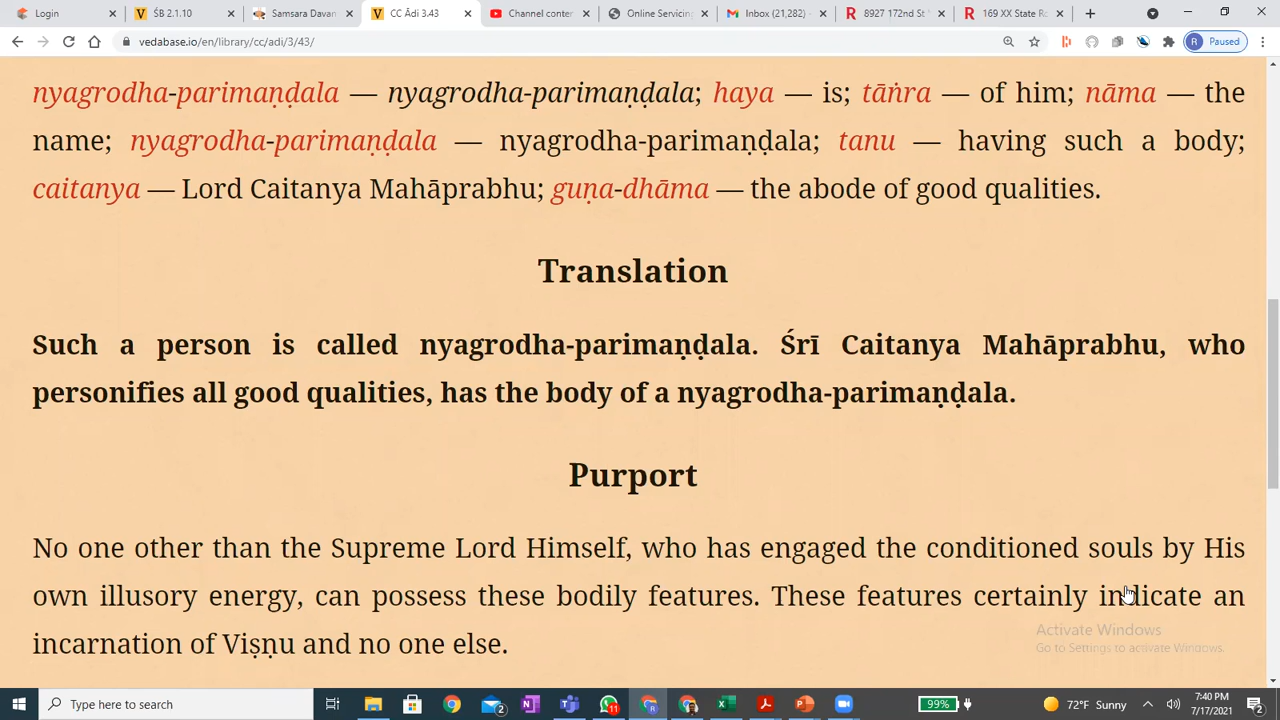 Login
ŚB 2.1.10
Samsara Davan
CC Ādi 3.43
Channel conter
Online Servicing
Inbox (21,282)
8927 172nd St
169 XX State Ro
vedabase.io/en/library/cc/adi/3/43/
R Paused
nyagrodha-parimaṇḍala — nyagrodha-parimaṇḍala; haya — is; tāṅra — of him; nāma — the
name; nyagrodha-parimaṇḍala — nyagrodha-parimaṇḍala; tanu — having such a body;
caitanya — Lord Caitanya Mahāprabhu; guṇa-dhāma — the abode of good qualities.
Translation
Such a person is called nyagrodha-parimaṇḍala. Śrī Caitanya Mahāprabhu, who
personifies all good qualities, has the body of a nyagrodha-parimaṇḍala.
Purport
No one other than the Supreme Lord Himself, who has engaged the conditioned souls by His
own illusory energy, can possess these bodily features. These features certainly indicate an
incarnation of Viṣṇu and no one else.
Activate Windows
Go to Settings to activate Windows.
Type here to search
2
11
99%
72°F Sunny
7:40 PM
7/17/2021
2